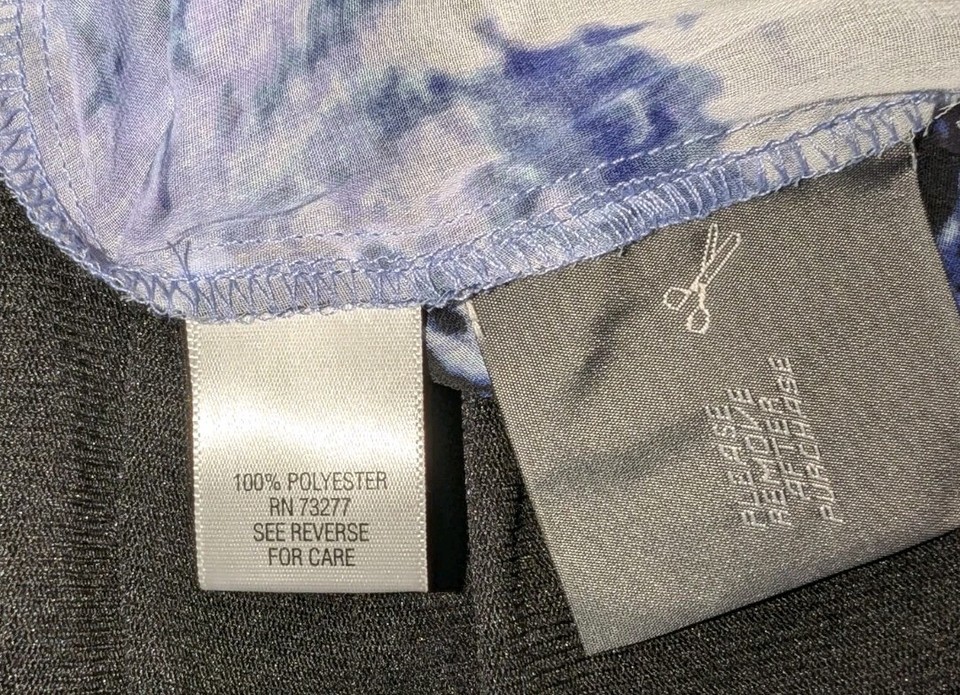 100% POLYESTER
RN 73277
SEE REVERSE
FOR CARE
PLEASE
REMOVE
AFTER
PURCHASE